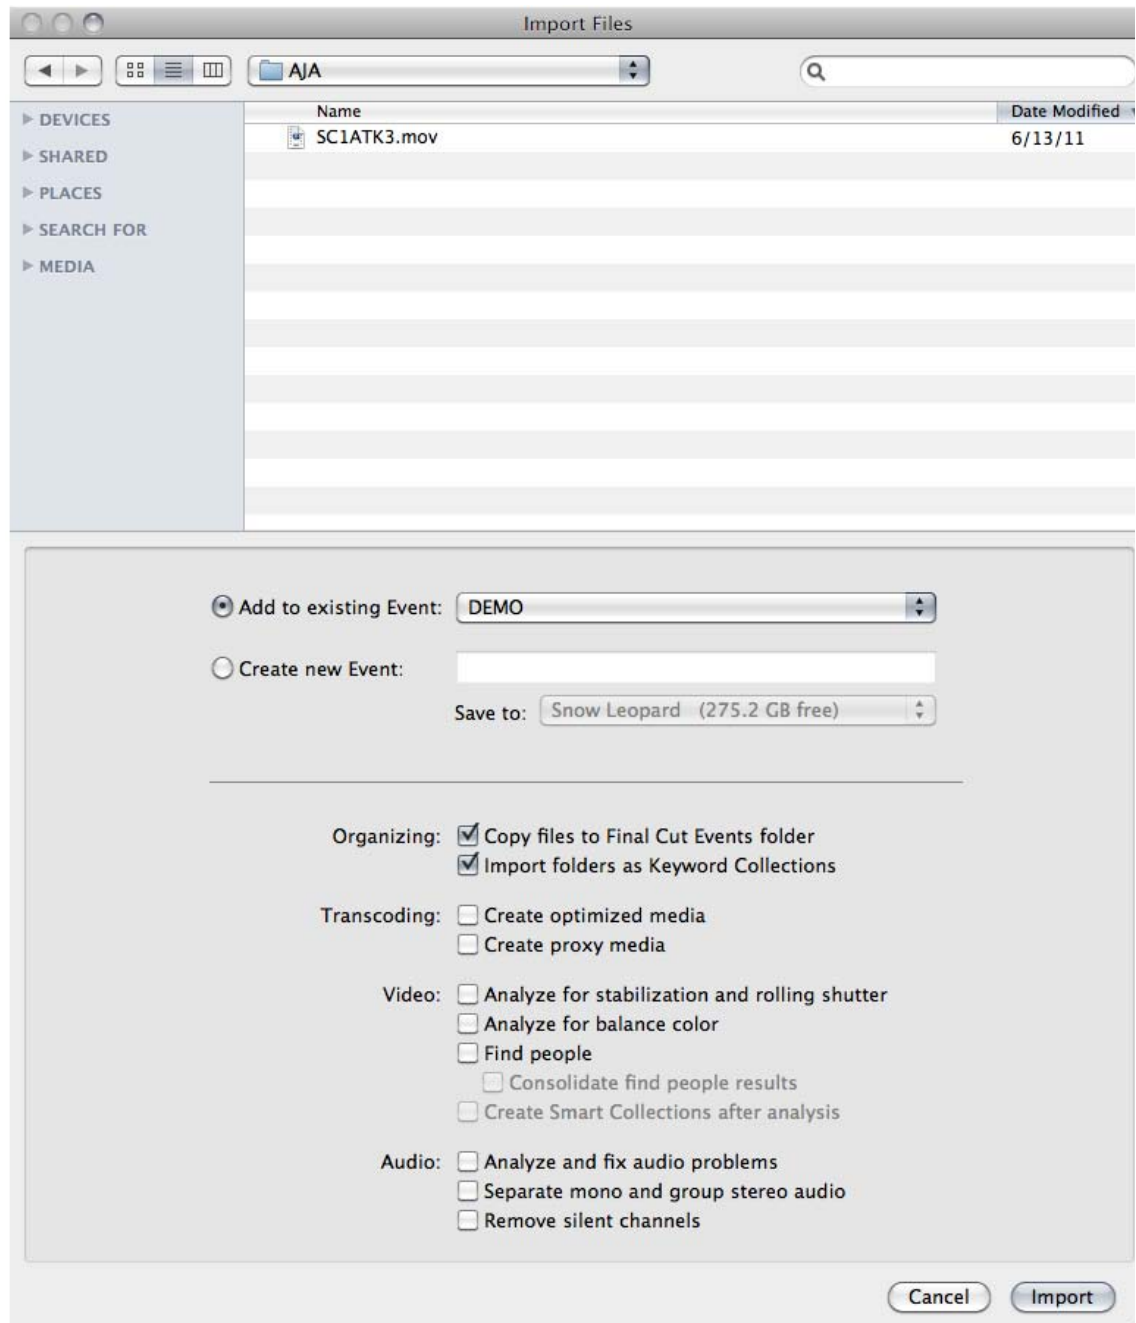 Import Files
AJA
Name
Date Modified
SC1ATK3.mov
6/13/11
DEVICES
SHARED
PLACES
SEARCH FOR
MEDIA
Add to existing Event: DEMO
Create new Event:
Save to: Snow Leopard (275.2 GB free)
Organizing: Copy files to Final Cut Events folder
Import folders as Keyword Collections
Transcoding: Create optimized media
Create proxy media
Video: Analyze for stabilization and rolling shutter
Analyze for balance color
Find people
Consolidate find people results
Create Smart Collections after analysis
Audio: Analyze and fix audio problems
Separate mono and group stereo audio
Remove silent channels
Cancel
Import